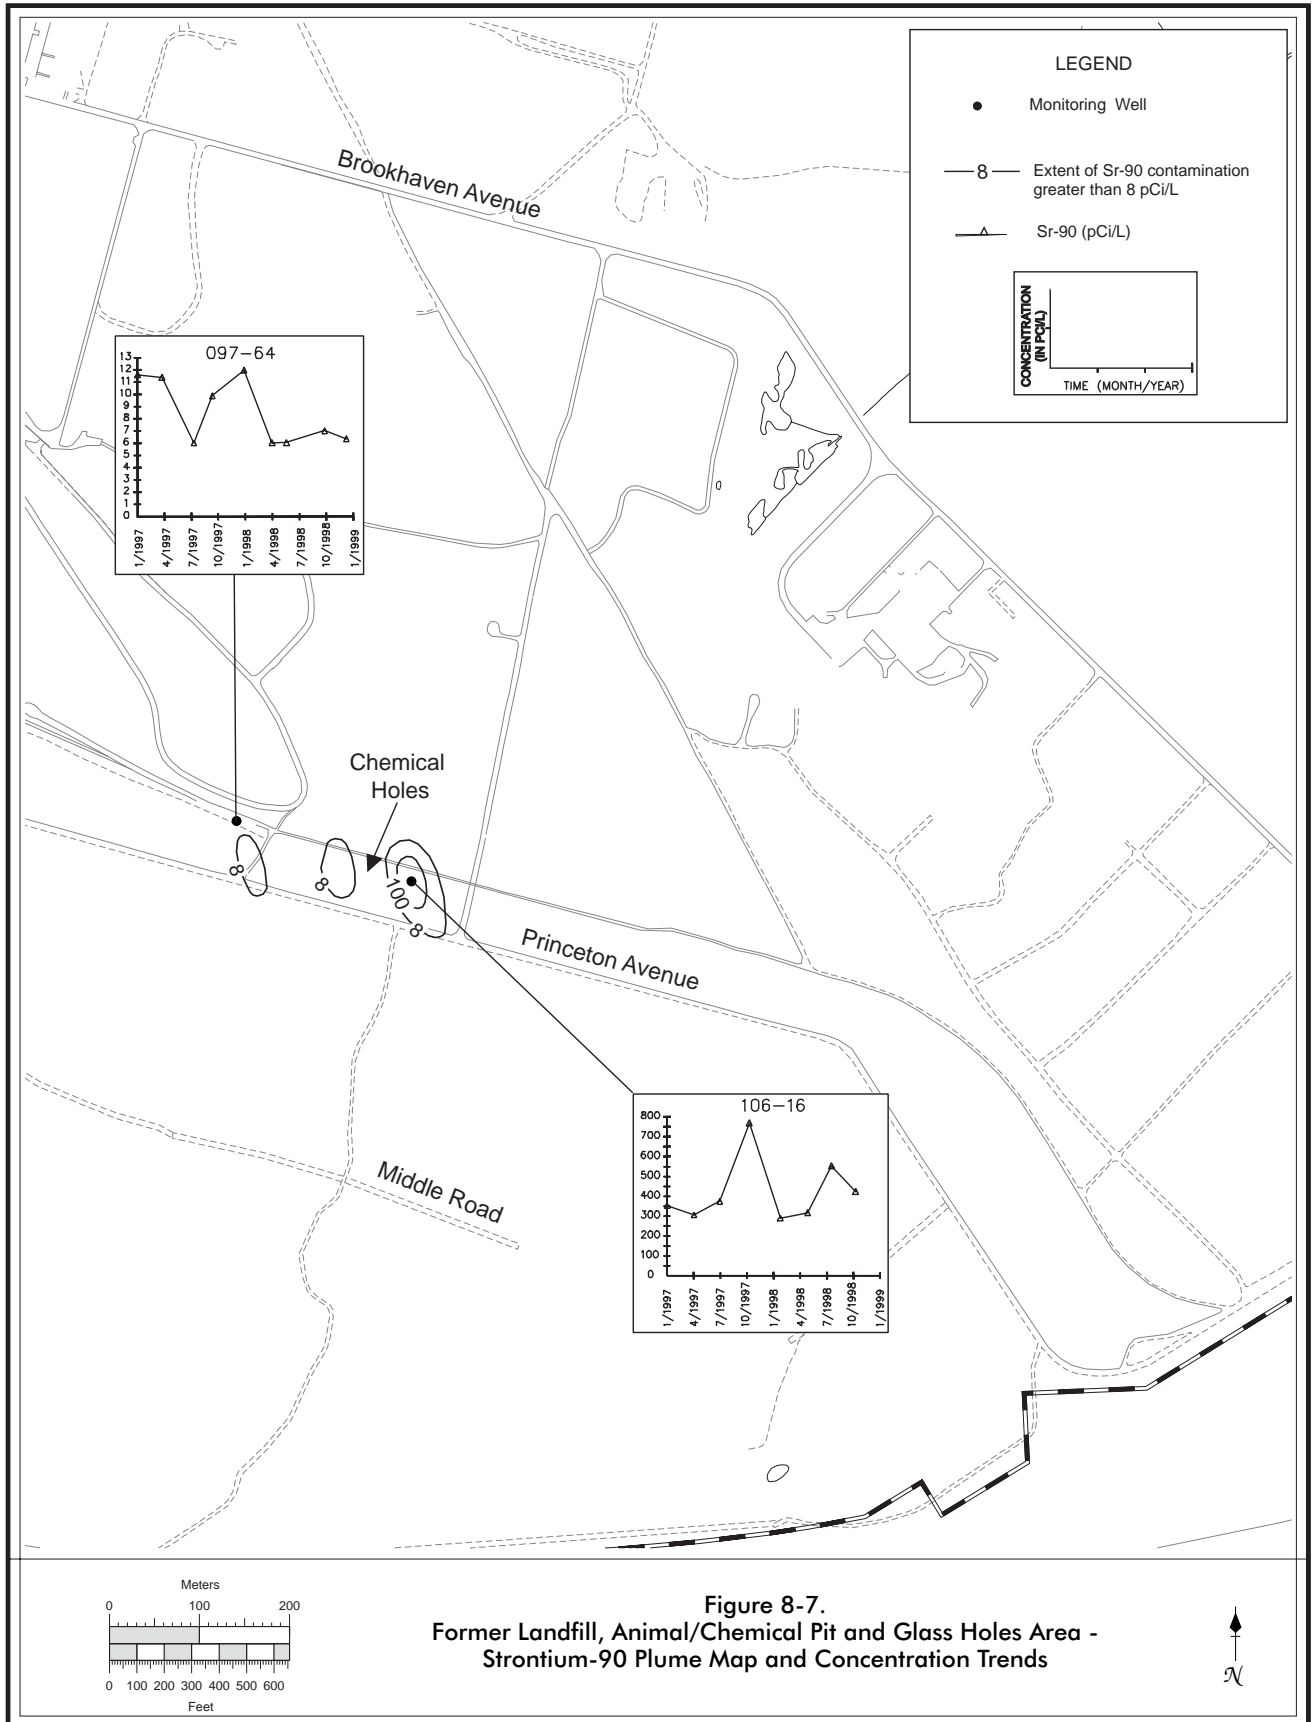 LEGEND
Monitoring Well
8
Extent of Sr-90 contamination
greater than 8 pCi/L
Sr-90 (pCi/L)
CONCENTRATION
(IN PCI/L)
TIME (MONTH/YEAR)
Brookhaven Avenue
097-64
13
12
11
10
9
8
7
6
5
4
3
2
1
0
1/1997
4/1997
7/1997
10/1997
1/1998
4/1998
7/1998
10/1998
1/1999
Chemical
Holes
8
8
100
8
Princeton Avenue
106-16
800
700
600
500
400
300
200
100
0
1/1997
4/1997
7/1997
10/1997
1/1998
4/1998
7/1998
10/1998
1/1999
Middle Road
Meters
0 100 200
0 100 200 300 400 500 600
Feet
Figure 8-7.
Former Landfill, Animal/Chemical Pit and Glass Holes Area -
Strontium-90 Plume Map and Concentration Trends
N